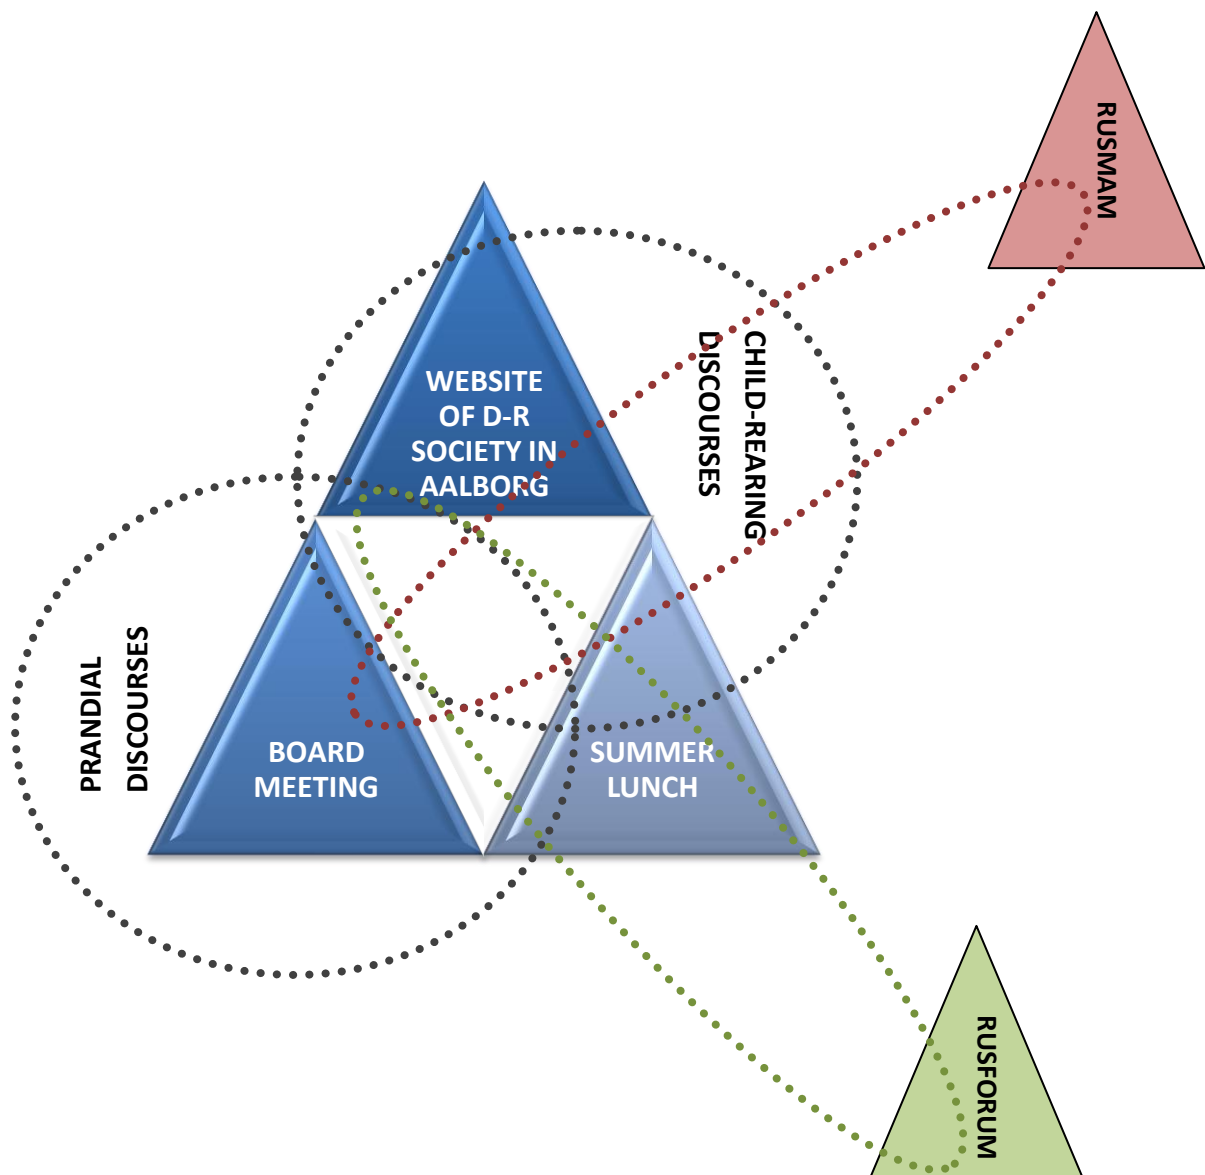 RUSMAM
WEBSITE
OF D-R
SOCIETY IN
AALBORG
CHILD-REARING
DISCOURSES
PRANDIAL
DISCOURSES
BOARD
MEETING
SUMMER
LUNCH
RUSFORUM